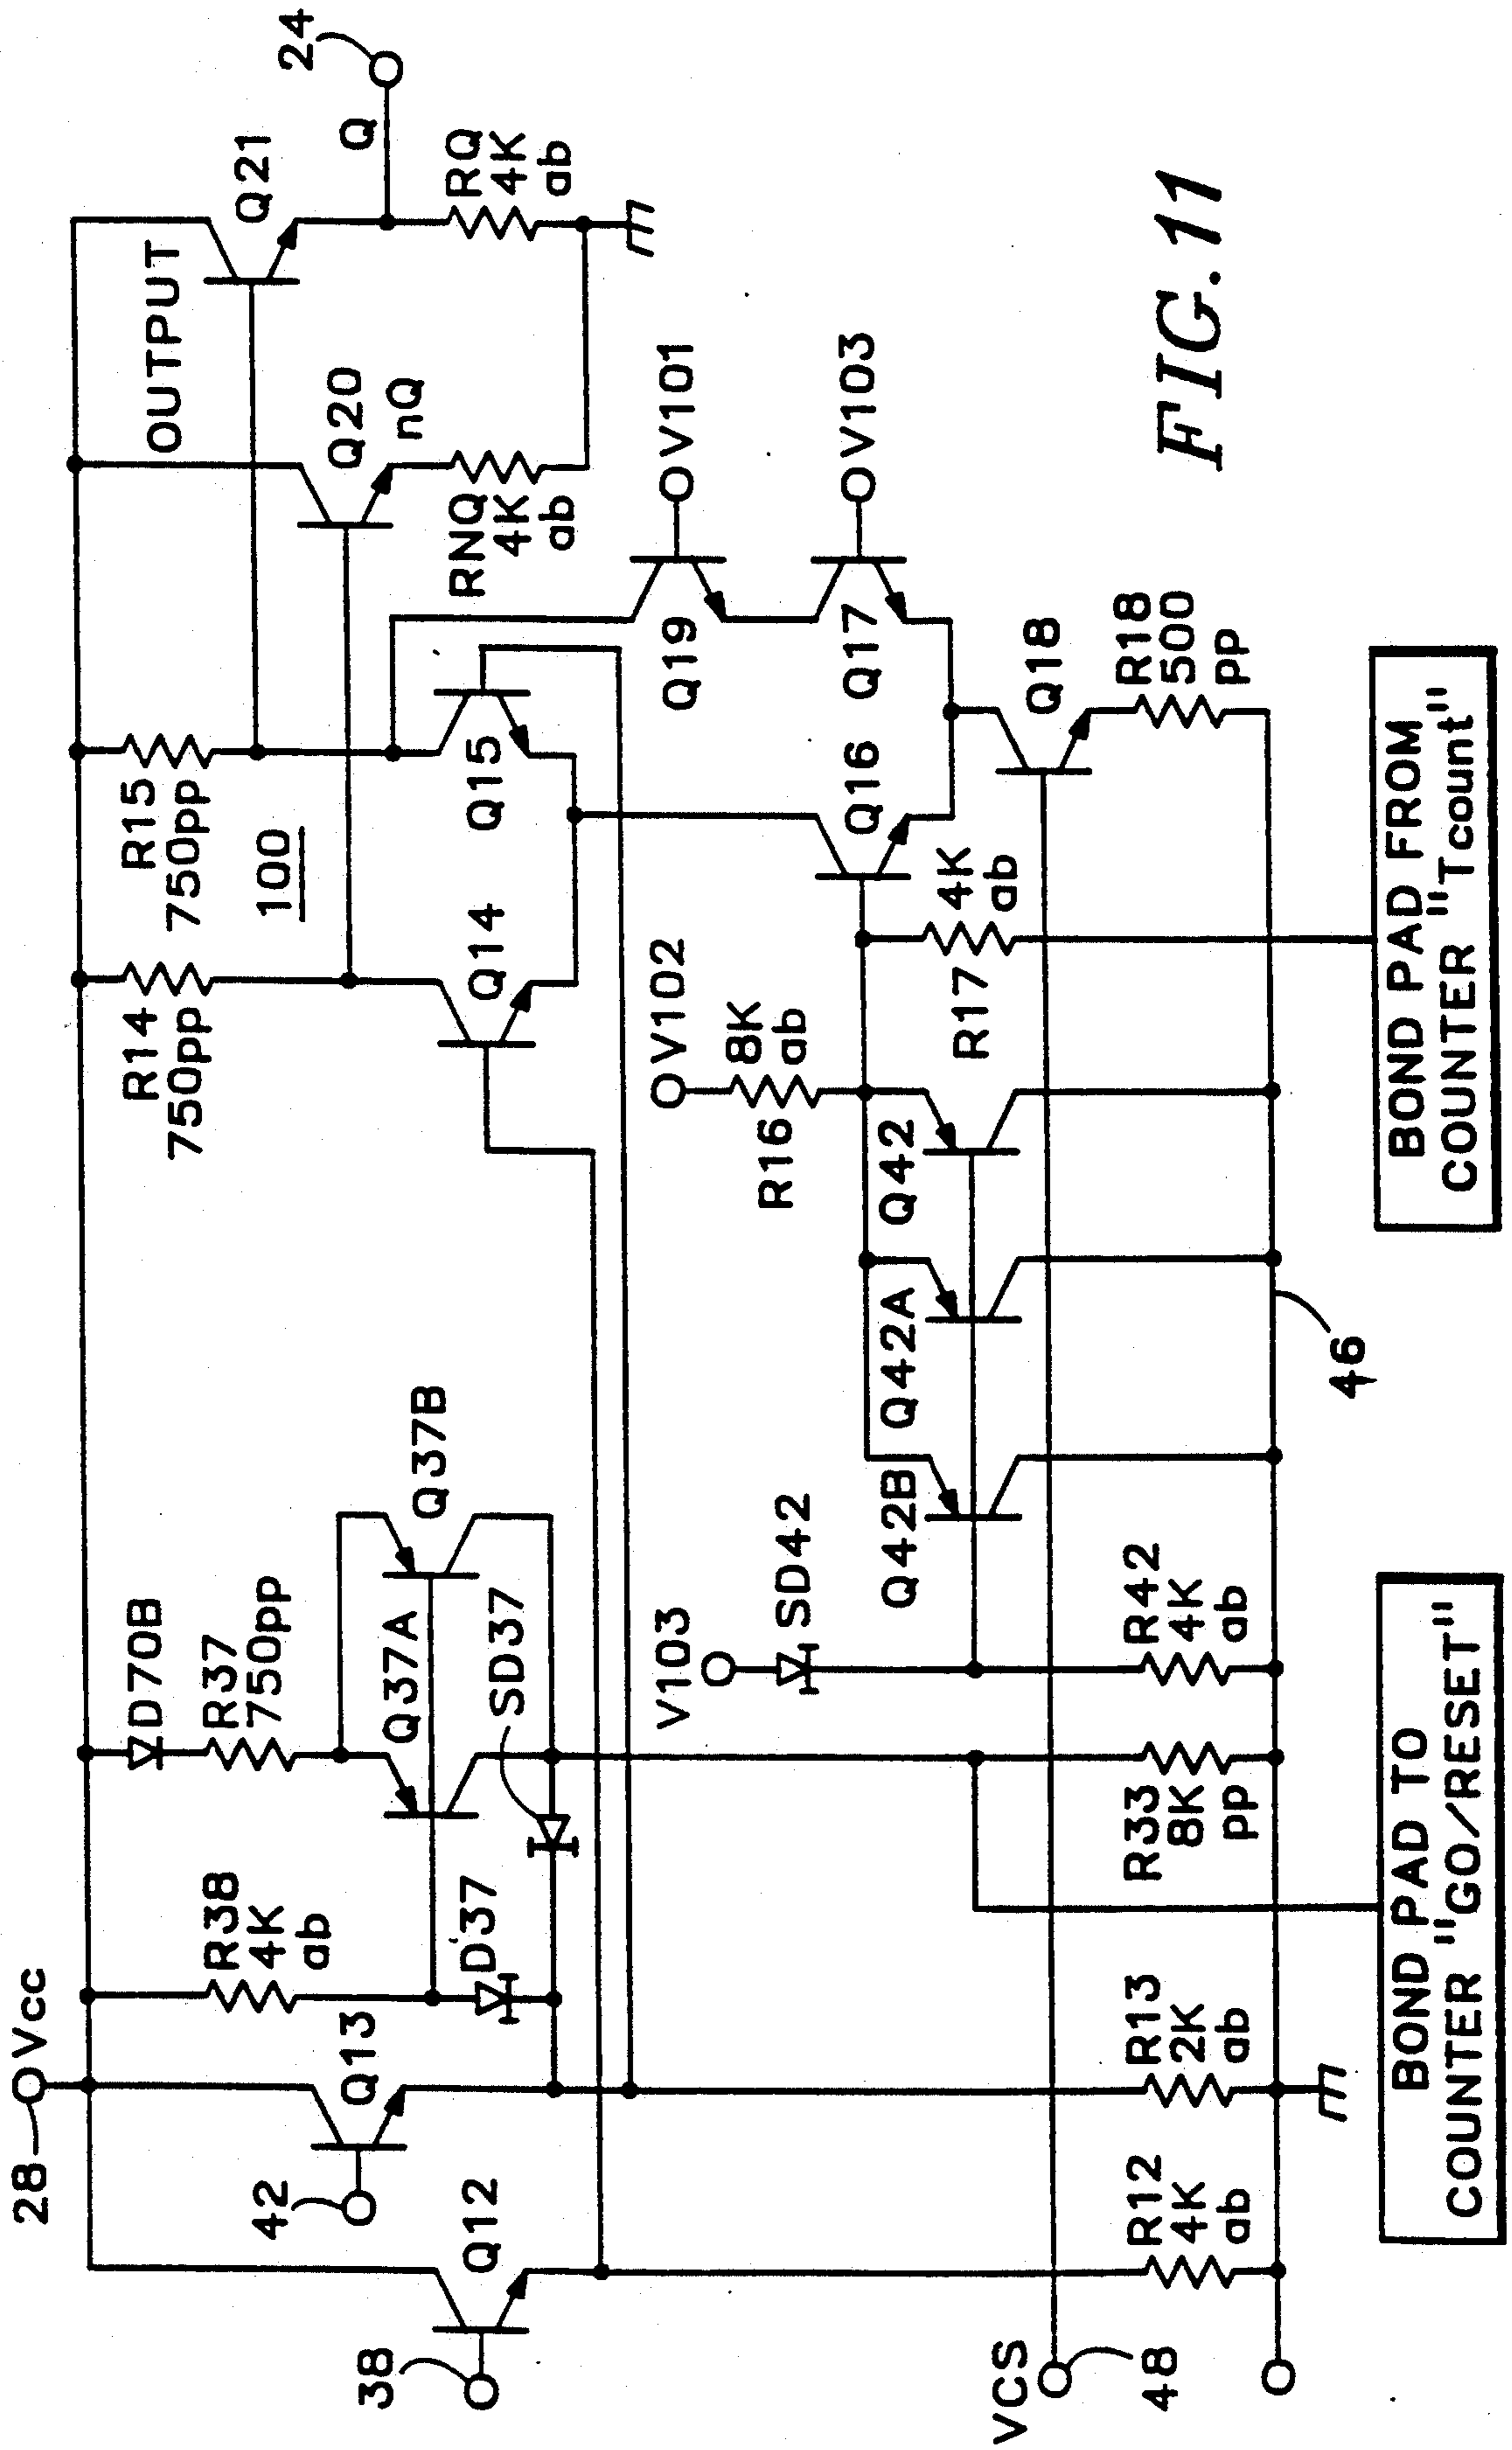 28
Vcc
42
Q13
38
Q12
R38
4K
ab
D37
D70B
R37
750pp
Q37A
Q37B
SD37
R14
750pp
R15
750pp
100
Q14
Q15
OUTPUT
Q21
Q20
nQ
Q
24
RNQ
4K
ab
RQ
4K
ab
V101
Q19
V103
Q17
Q16
V102
8K
ab
R16
4K
ab
R17
Q42
Q42A
Q42B
V103
SD42
Q18
R18
500
pp
VCS
48
R12
4K
ab
R13
2K
ab
R33
8K
pp
R42
4K
ab
46
BOND PAD TO
COUNTER "GO/RESET"
BOND PAD FROM
COUNTER "Tcount"
FIG.11